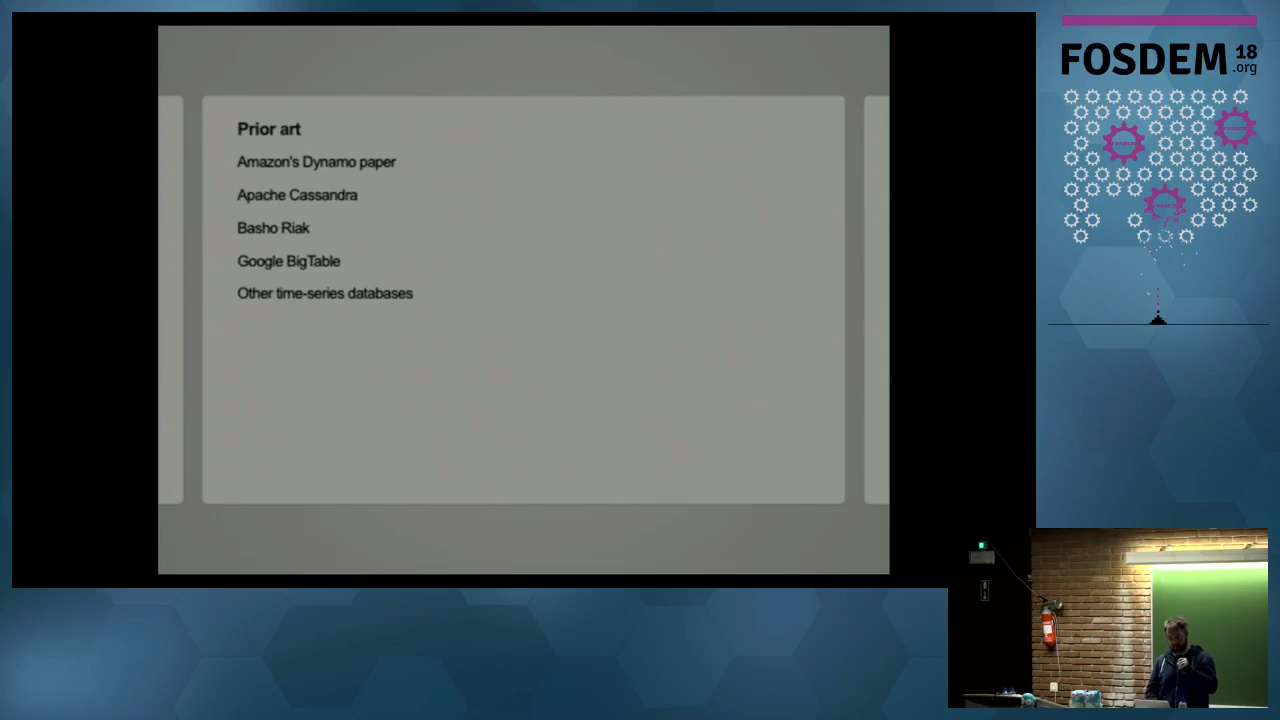 Prior art
Amazon's Dynamo paper
Apache Cassandra
Basho Riak
Google BigTable
Other time-series databases
FOSDEM 18
.org